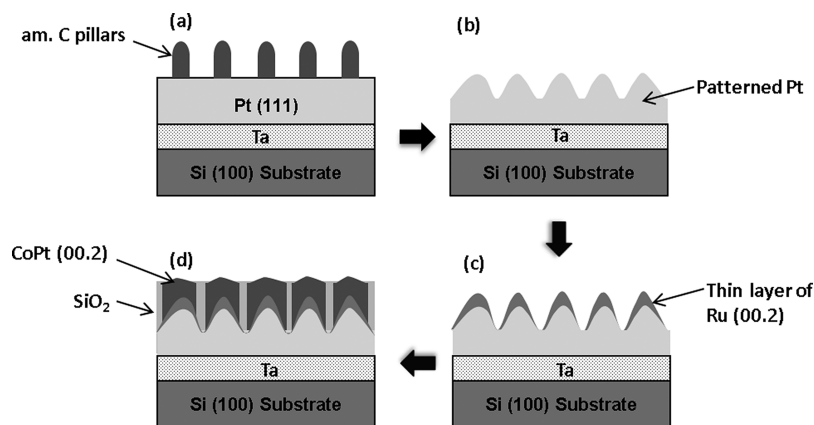 (a)
am. C pillars
Pt (111)
Ta
Si (100) Substrate
(b)
Patterned Pt
Ta
Si (100) Substrate
(d)
CoPt (00.2)
SiO₂
Ta
Si (100) Substrate
(c)
Thin layer of
Ru (00.2)
Ta
Si (100) Substrate